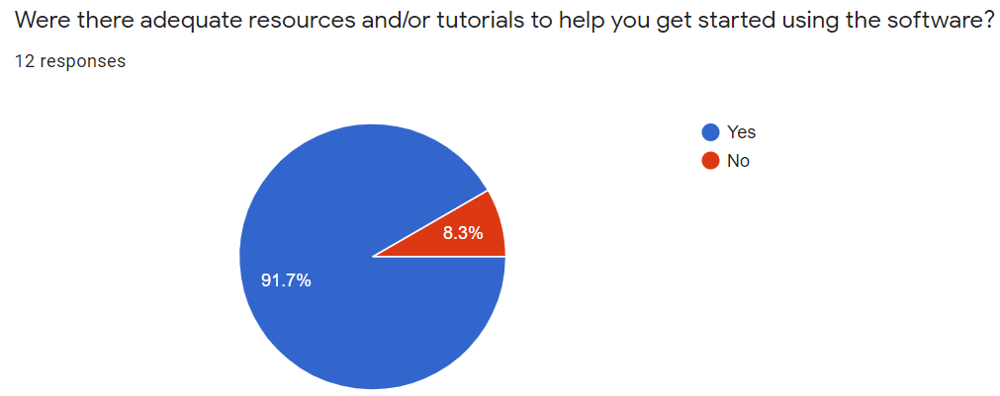 Were there adequate resources and/or tutorials to help you get started using the software?
12 responses
Yes
No
8.3%
91.7%